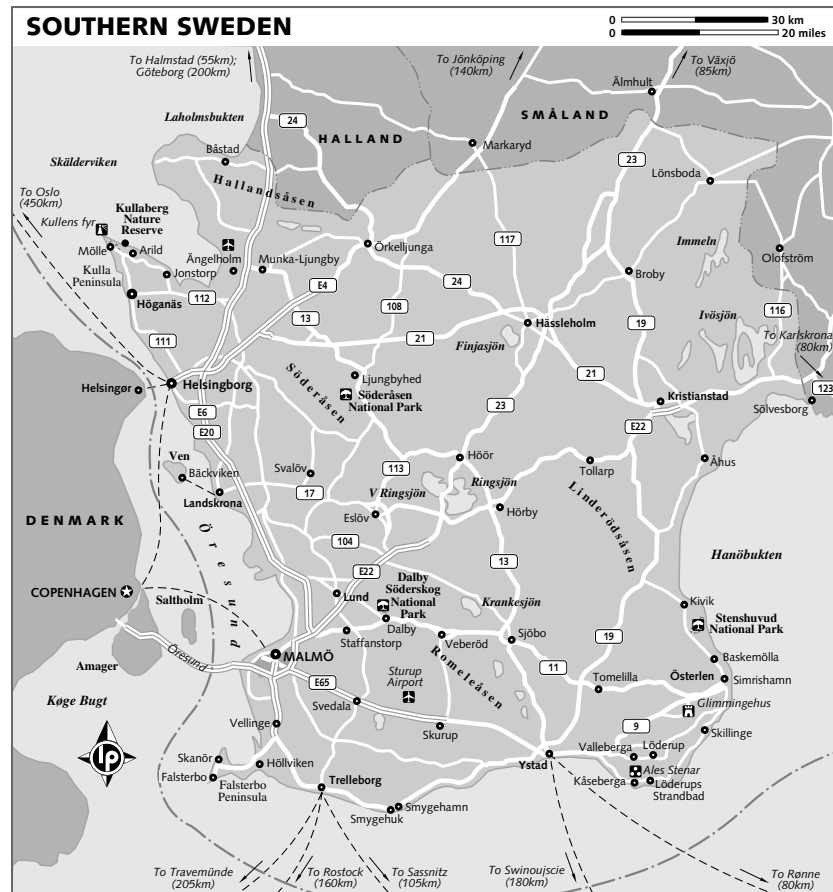 SOUTHERN SWEDEN
0 30 km
0 20 miles
To Halmstad (55km);
Göteborg (200km)
To Jönköping
(140km)
To Växjö
(85km)
Älmhult
SMÅLAND
Laholmsbukten
24
HALLAND
Markaryd
23
Båstad
Skälderviken
Hallandsåsen
Lönsboda
To Oslo
(450km)
Kullaberg
Nature
Reserve
Kullens fyr
Mölle
Arild
Kulla
Peninsula
Jonstorp
Ängelholm
Munka-Ljungby
Örkelljunga
117
Immeln
Olofström
Broby
Höganäs
112
E4
108
24
13
19
Ivösjön
116
111
21
Hässleholm
Finjasjön
To Karlskrona
(80km)
Helsingør
Helsingborg
Söderåsen
Ljungbyhed
Söderåsen
National Park
21
Kristianstad
123
Sölvesborg
E6
E20
23
E22
Ven
Bäckviken
Landskrona
Svalöv
17
113
Höör
Tollarp
Åhus
V Ringsjön
Ringsjön
Linderödsåsen
Eslöv
Hörby
DENMARK
Öresund
104
E22
13
Hanöbukten
COPENHAGEN
Saltholm
Lund
Dalby
Söderskog
National
Park
Krankesjön
Kivik
Stenshuvud
National Park
Dalby
Staffanstorp
Veberöd
Sjöbo
19
Amager
Öresund
MALMÖ
Romeleåsen
11
Baskemölla
Österlen
Simrishamn
Tomelilla
Køge Bugt
E65
Sturup
Airport
Svedala
Glimmingehus
Vellinge
Skurup
9
Skillinge
lp
Skanör
Höllviken
Ystad
Valleberga
Löderup
Falsterbo
Falsterbo
Peninsula
Trelleborg
Ales Stenar
Kåseberga
Löderups
Strandbad
Smygehamn
Smygehuk
To Travemünde
(205km)
To Rostock
(160km)
To Sassnitz
(105km)
To Swinoujscie
(180km)
To Rønne
(80km)